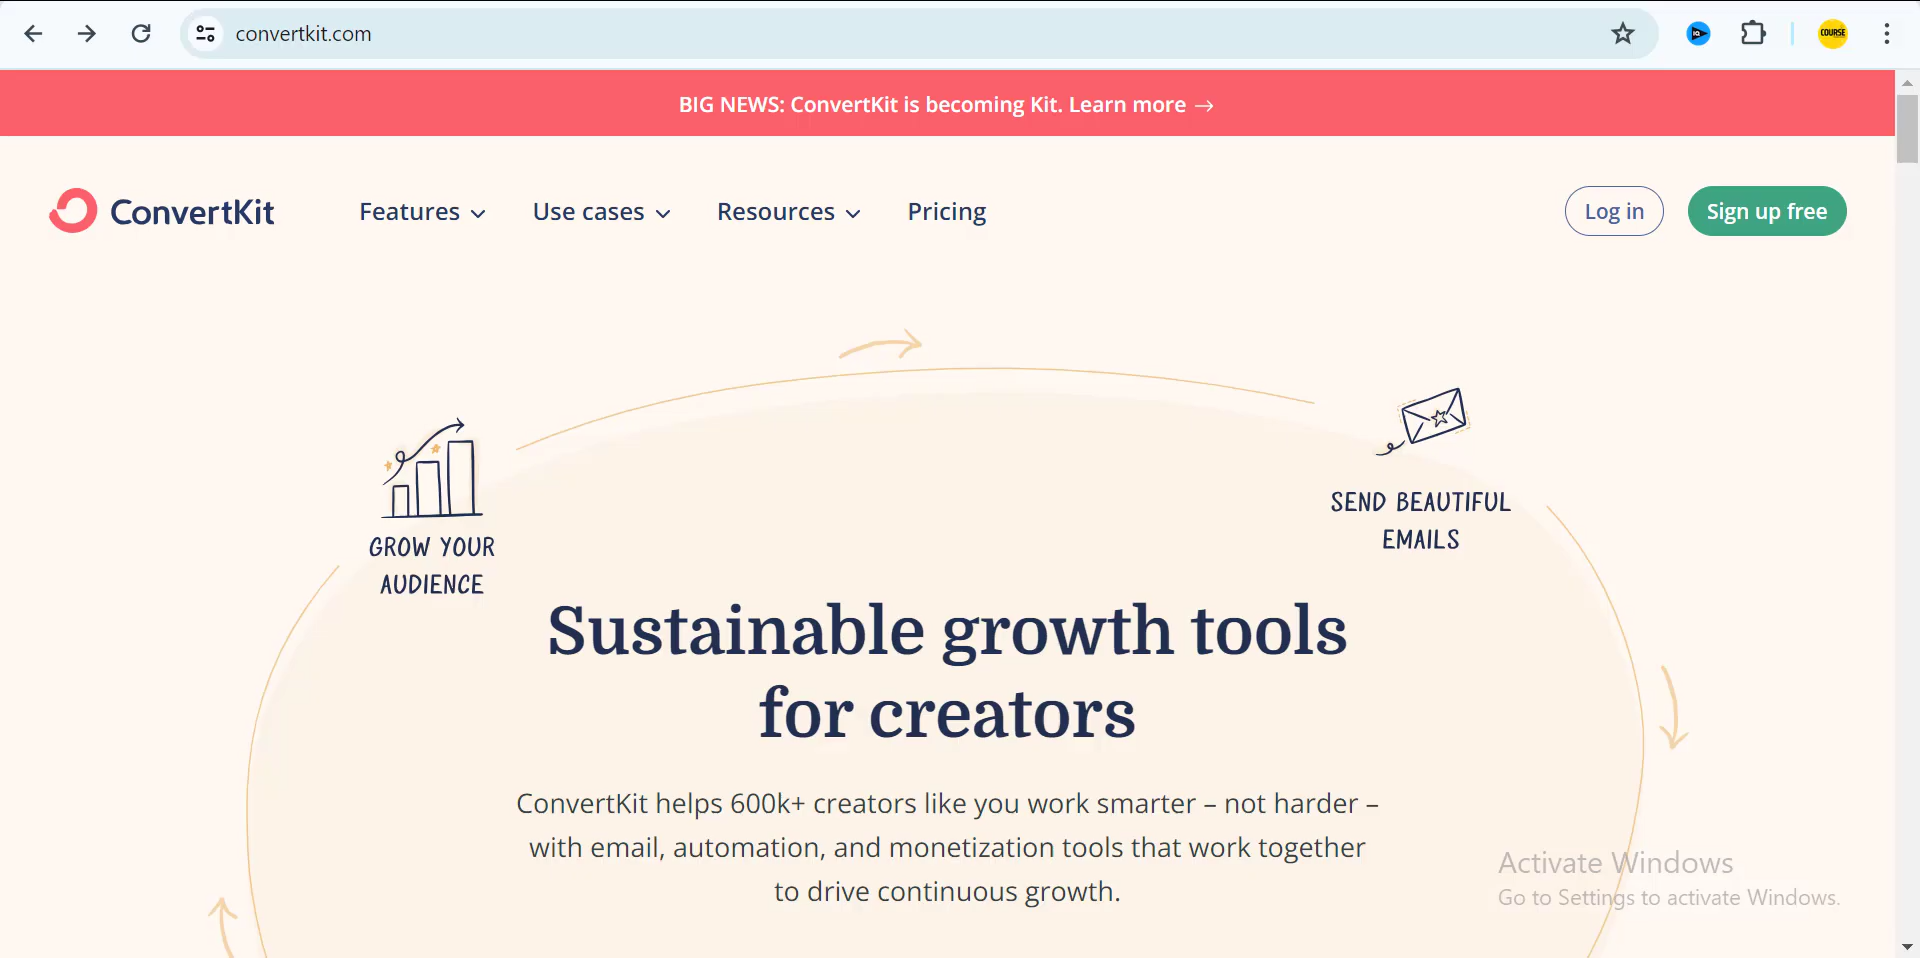 convertkit.com
COURSE
BIG NEWS: ConvertKit is becoming Kit. Learn more →
ConvertKit
Features
Use cases
Resources
Pricing
Log in
Sign up free
GROW YOUR
AUDIENCE
SEND BEAUTIFUL
EMAILS
Sustainable growth tools
for creators
ConvertKit helps 600k+ creators like you work smarter – not harder –
with email, automation, and monetization tools that work together
to drive continuous growth.
Activate Windows
Go to Settings to activate Windows.